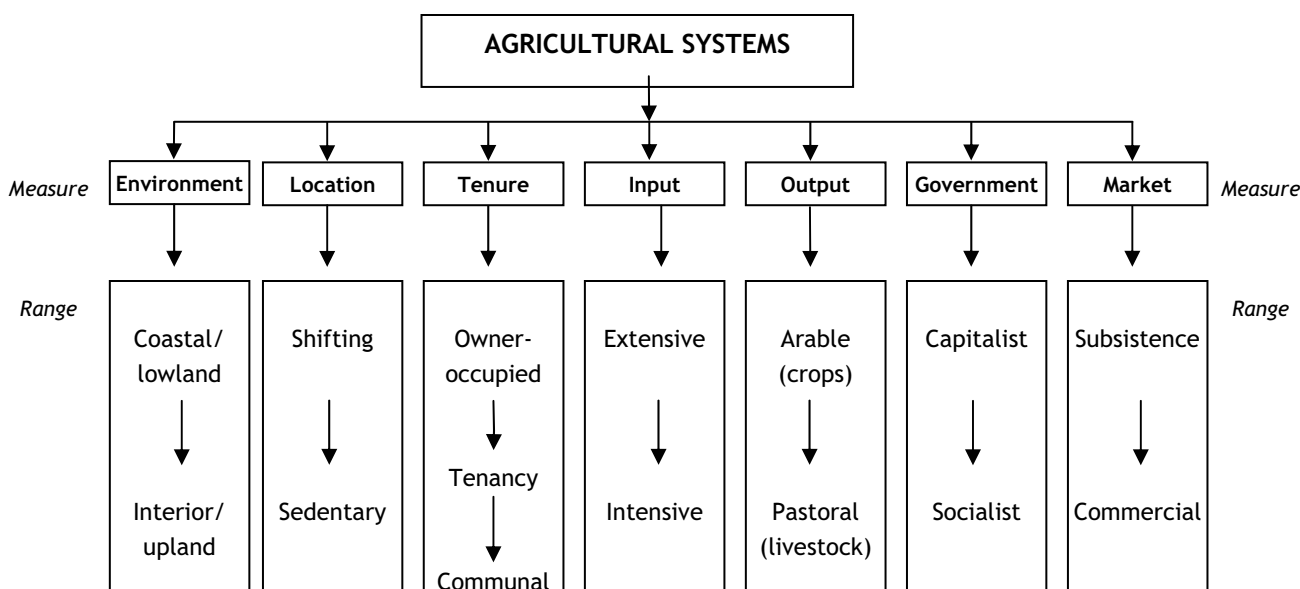 AGRICULTURAL SYSTEMS
Measure
Environment
Location
Tenure
Input
Output
Government
Market
Measure
Range
Coastal/
lowland
Interior/
upland
Shifting
Sedentary
Owner-
occupied
Tenancy
Communal
Extensive
Intensive
Arable
(crops)
Pastoral
(livestock)
Capitalist
Socialist
Subsistence
Commercial
Range